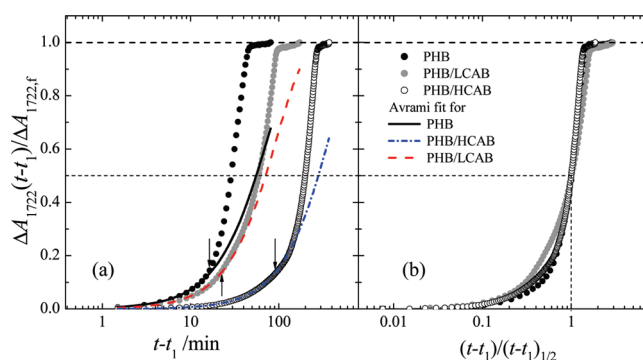 ΔA1722(t-t1)/ΔA1722,f
1.0
0.8
0.6
0.4
0.2
0.0
(a)
1 10 100
t-t1 /min
PHB
PHB/LCAB
PHB/HCAB
Avrami fit for
PHB
PHB/HCAB
PHB/LCAB
(b)
0.01 0.1 1
(t-t1)/(t-t1)1/2